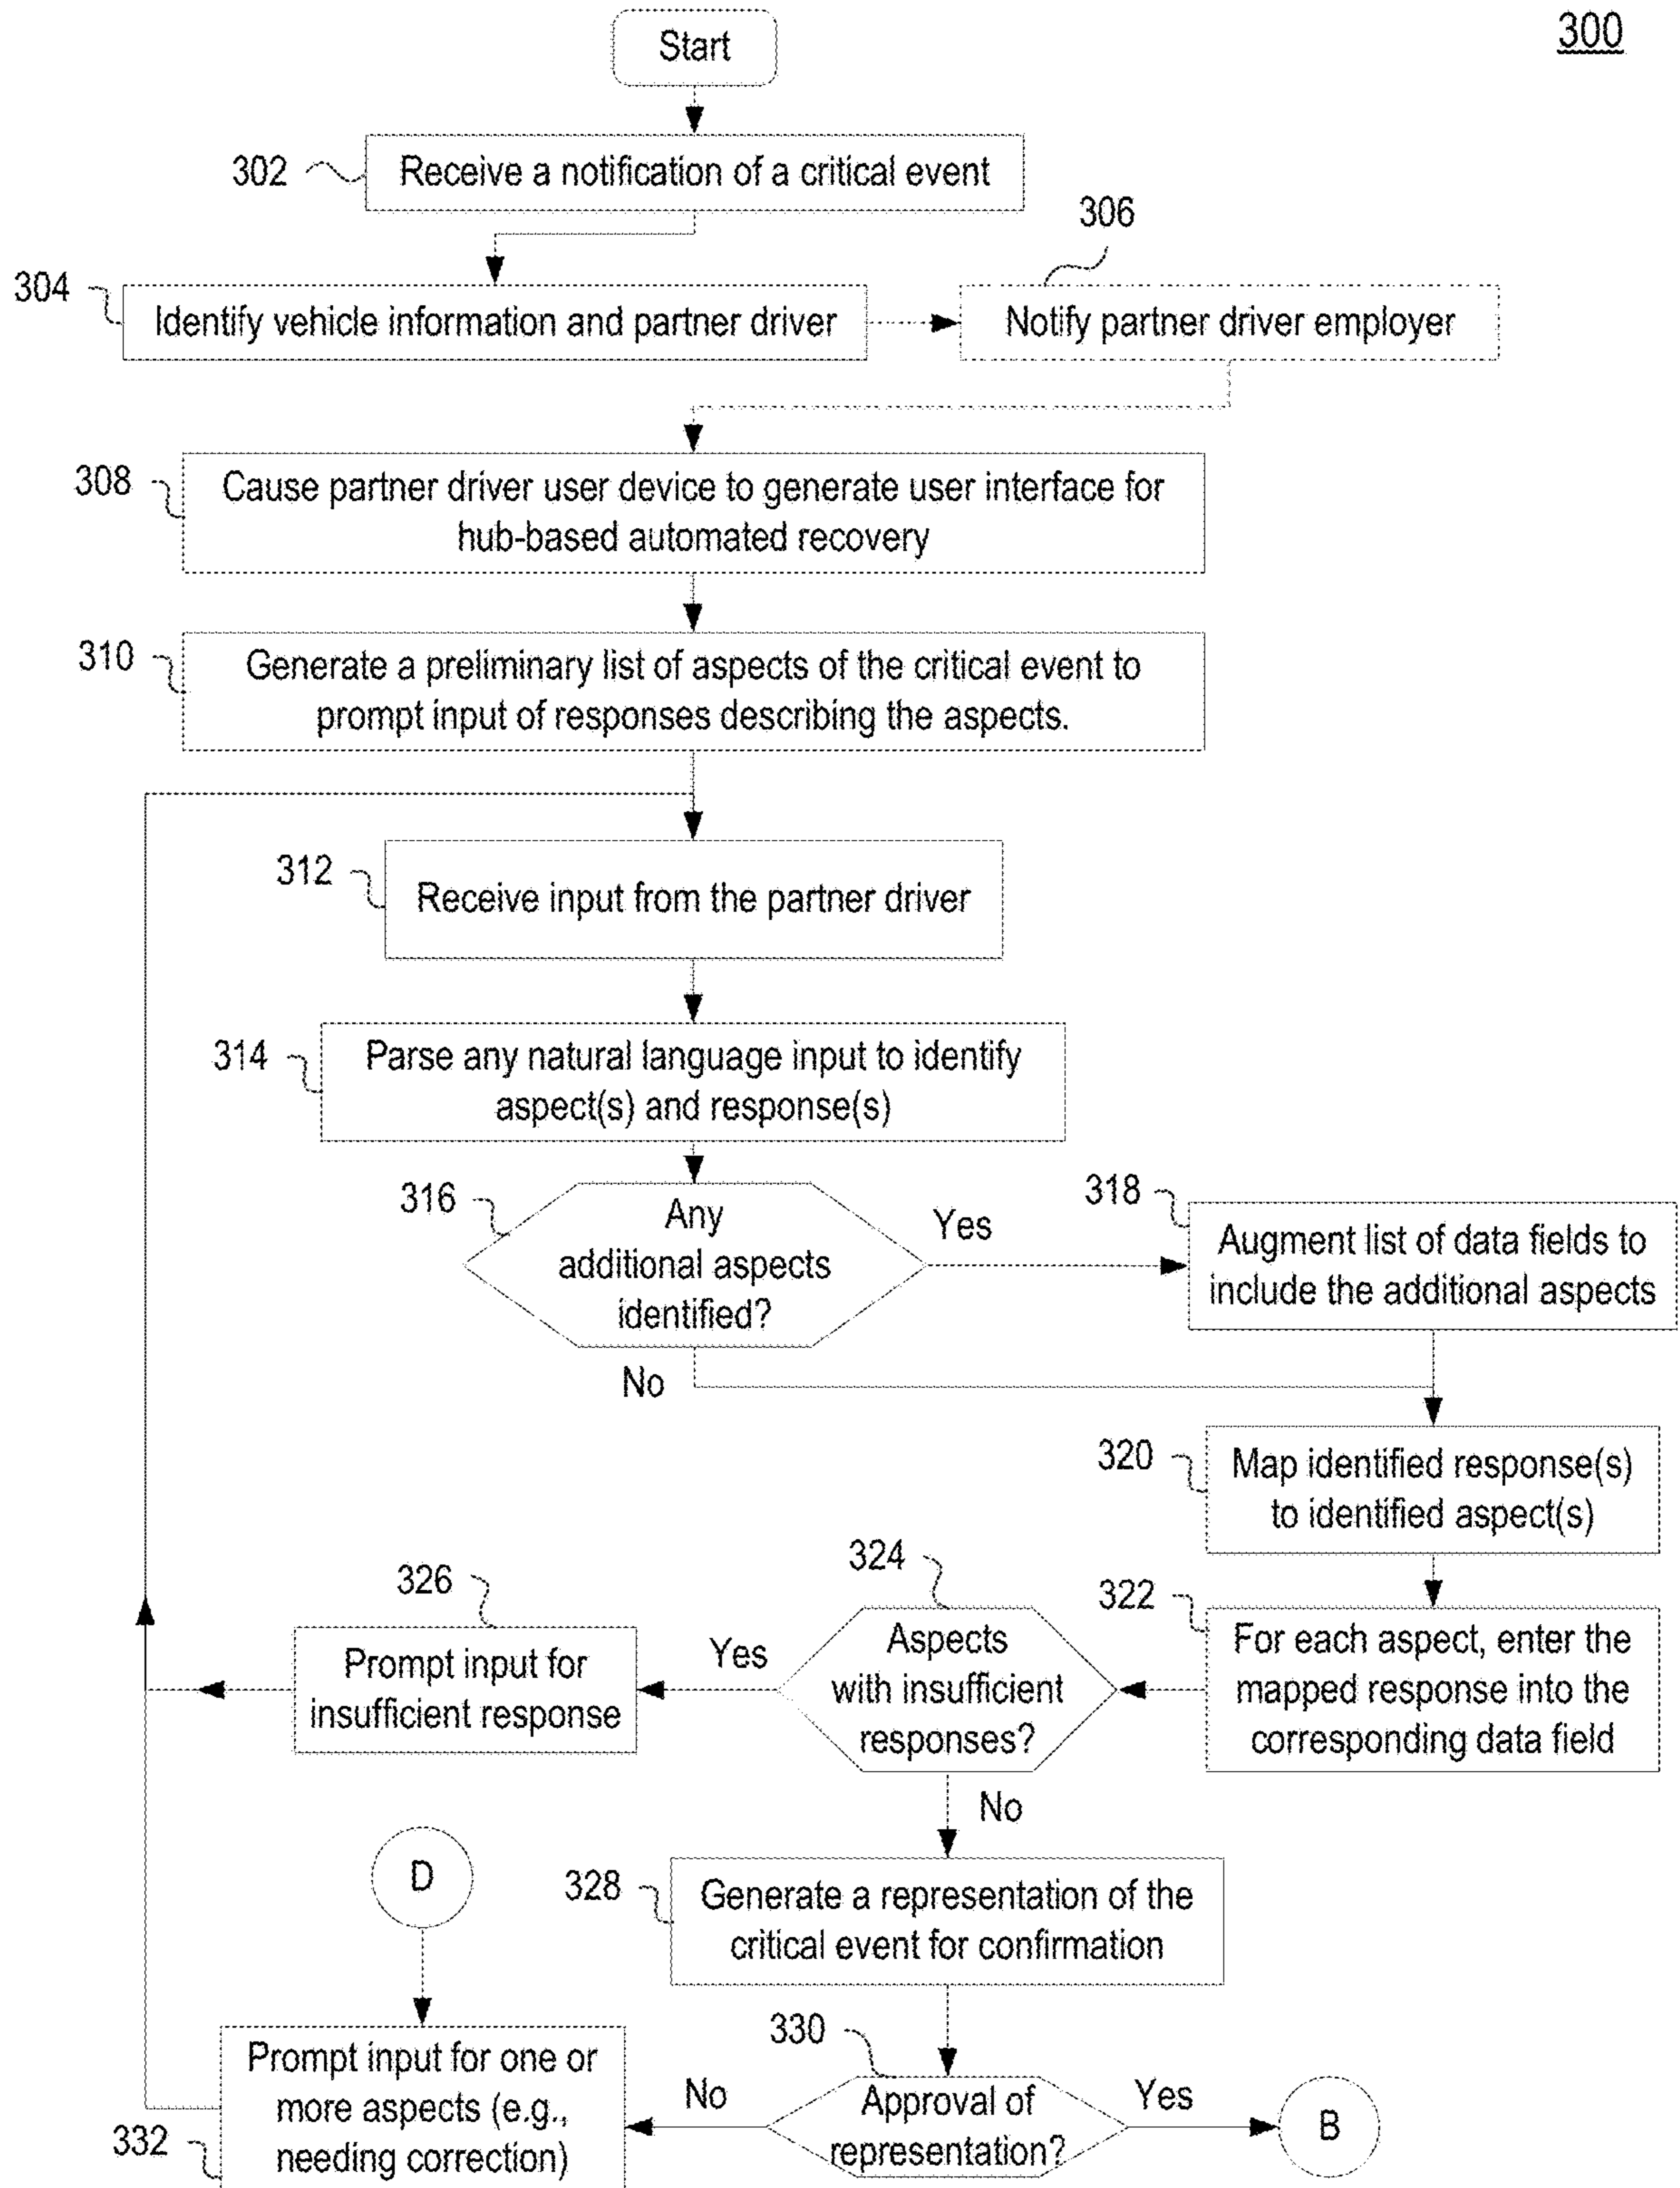 300
Start
302
Receive a notification of a critical event
306
304
Identify vehicle information and partner driver
Notify partner driver employer
308
Cause partner driver user device to generate user interface for
hub-based automated recovery
310
Generate a preliminary list of aspects of the critical event to
prompt input of responses describing the aspects.
312
Receive input from the partner driver
314
Parse any natural language input to identify
aspect(s) and response(s)
316
Any
additional aspects
identified?
Yes
No
318
Augment list of data fields to
include the additional aspects
320
Map identified response(s)
to identified aspect(s)
322
For each aspect, enter the
mapped response into the
corresponding data field
324
Aspects
with insufficient
responses?
Yes
No
326
Prompt input for
insufficient response
328
Generate a representation of the
critical event for confirmation
D
330
Approval of
representation?
No
Yes
B
332
Prompt input for one or
more aspects (e.g.,
needing correction)